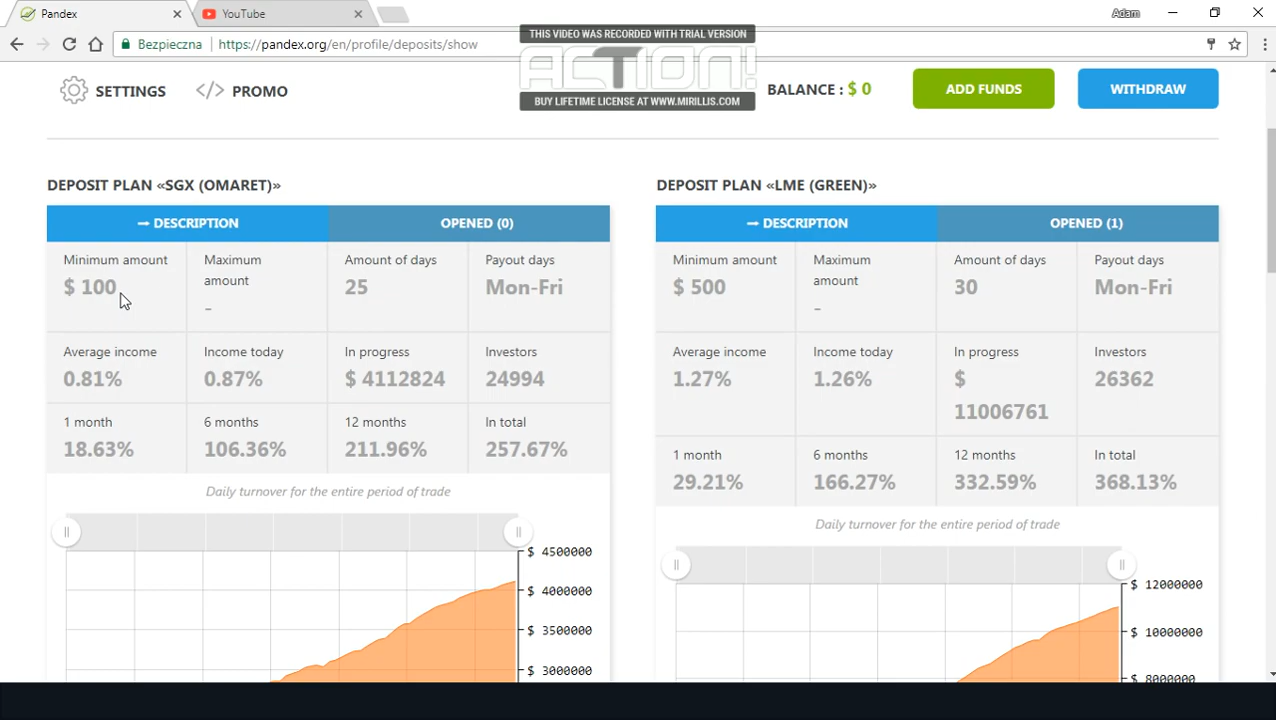 Pandex
YouTube
Adam
Bezpieczna
https://pandex.org/en/profile/deposits/show
THIS VIDEO WAS RECORDED WITH TRIAL VERSION
ACTION!
BUY LIFETIME LICENSE AT WWW.MIRILLIS.COM
SETTINGS
</> PROMO
BALANCE : $ 0
ADD FUNDS
WITHDRAW
DEPOSIT PLAN «SGX (OMARET)»
→ DESCRIPTION
OPENED (0)
Minimum amount
$ 100
Maximum
amount
-
Amount of days
25
Payout days
Mon-Fri
Average income
0.81%
Income today
0.87%
In progress
$ 4112824
Investors
24994
1 month
18.63%
6 months
106.36%
12 months
211.96%
In total
257.67%
Daily turnover for the entire period of trade
$ 4500000
$ 4000000
$ 3500000
$ 3000000
DEPOSIT PLAN «LME (GREEN)»
→ DESCRIPTION
OPENED (1)
Minimum amount
$ 500
Maximum
amount
-
Amount of days
30
Payout days
Mon-Fri
Average income
1.27%
Income today
1.26%
In progress
$
11006761
Investors
26362
1 month
29.21%
6 months
166.27%
12 months
332.59%
In total
368.13%
Daily turnover for the entire period of trade
$ 12000000
$ 10000000
$ 8000000